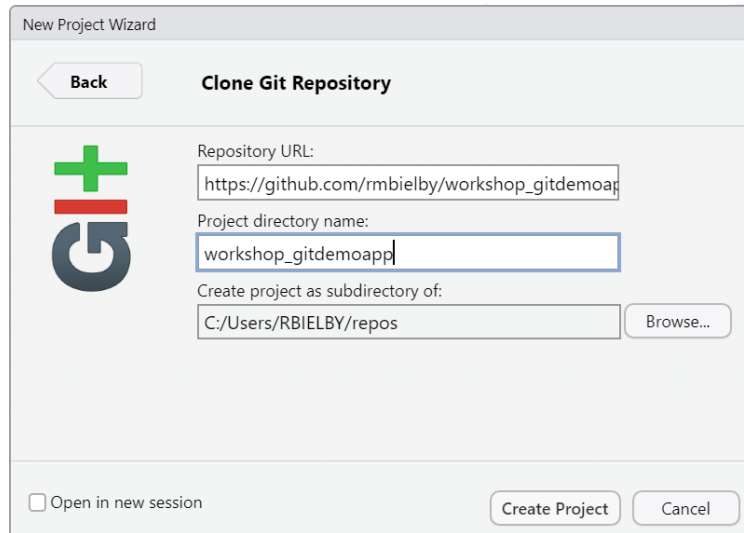 New Project Wizard
Back
Clone Git Repository
GIt
Repository URL:
https://github.com/rmbielby/workshop_gitdemoap
Project directory name:
workshop_gitdemoapp
Create project as subdirectory of:
C:/Users/RBIELBY/repos
Browse...
Open in new session
Create Project
Cancel